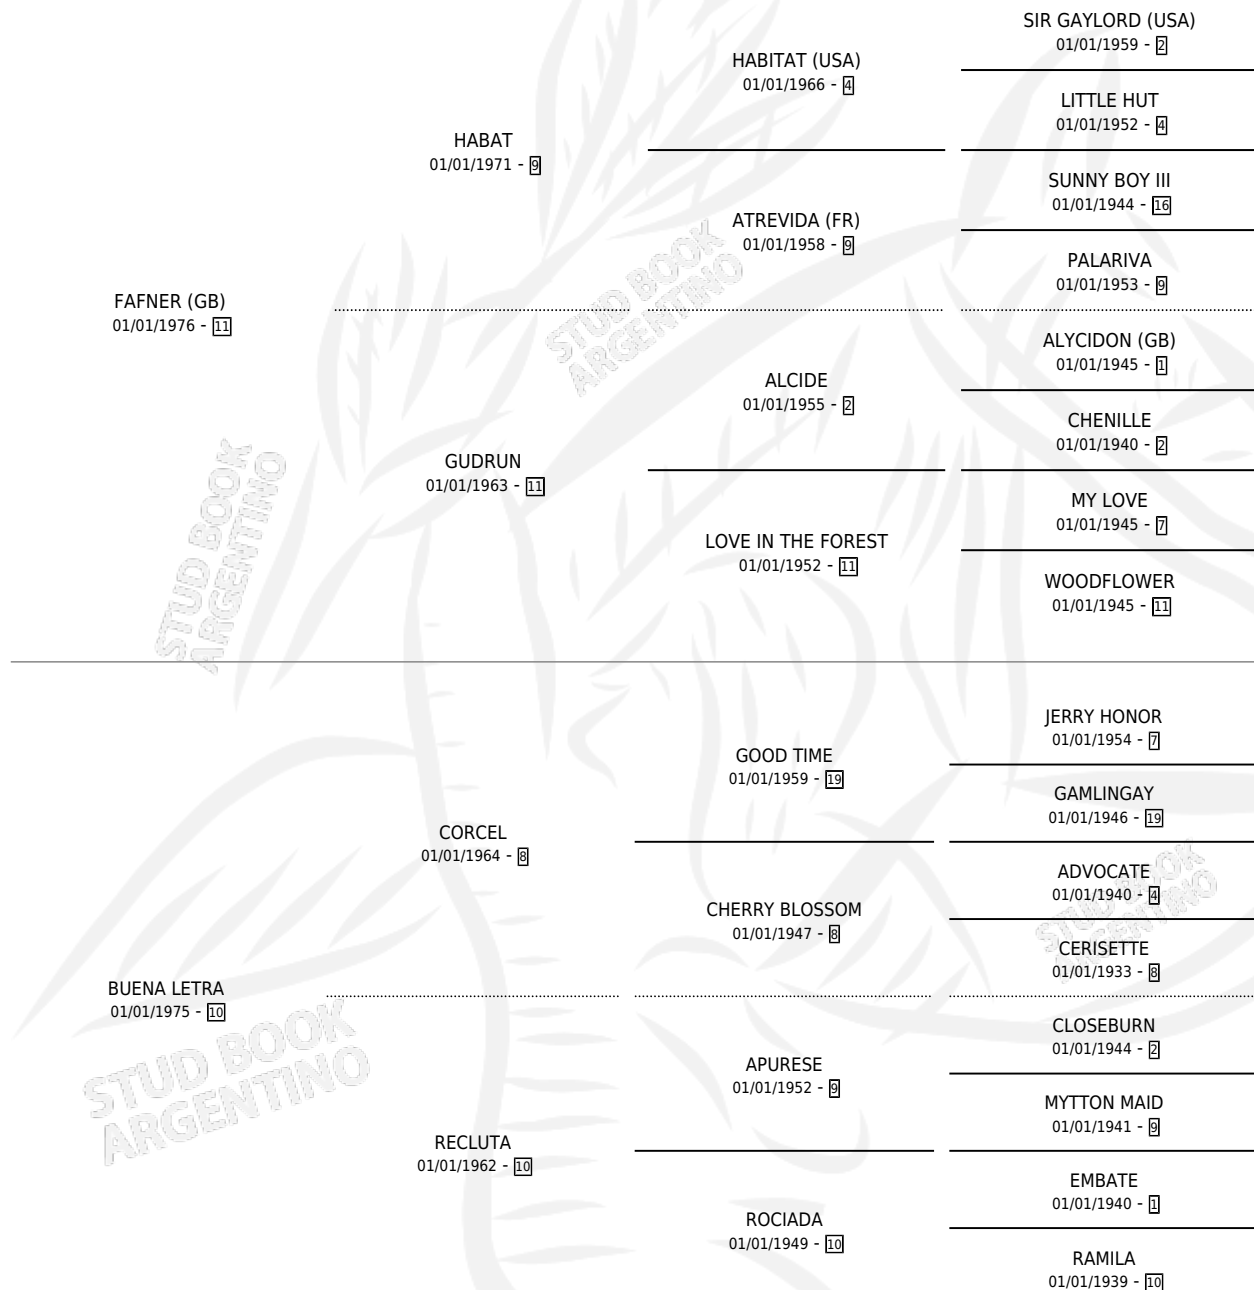 SIR GAYLORD (USA)
01/01/1959 - 2
HABITAT (USA)
01/01/1966 - 4
LITTLE HUT
01/01/1952 - 4
HABAT
01/01/1971 - 9
SUNNY BOY III
01/01/1944 - 16
ATREVIDA (FR)
01/01/1958 - 9
PALARIVA
01/01/1953 - 9
FAFNER (GB)
01/01/1976 - 11
STUD BOOK
ARGENTINO
ALYCIDON (GB)
01/01/1945 - 1
ALCIDE
01/01/1955 - 2
CHENILLE
01/01/1940 - 2
GUDRUN
01/01/1963 - 11
MY LOVE
01/01/1945 - 7
LOVE IN THE FOREST
01/01/1952 - 11
WOODFLOWER
01/01/1945 - 11
STUD BOOK
ARGENTINO
JERRY HONOR
01/01/1954 - 7
GOOD TIME
01/01/1959 - 19
GAMLINGAY
01/01/1946 - 19
CORCEL
01/01/1964 - 8
ADVOCATE
01/01/1940 - 4
CHERRY BLOSSOM
01/01/1947 - 8
STUD BOOK
ARGENTINO
CERISETTE
01/01/1933 - 8
BUENA LETRA
01/01/1975 - 10
CLOSEBURN
01/01/1944 - 2
APURESE
01/01/1952 - 9
MYTTON MAID
01/01/1941 - 9
STUD BOOK
ARGENTINO
RECLUTA
01/01/1962 - 10
EMBATE
01/01/1940 - 1
ROCIADA
01/01/1949 - 10
RAMILA
01/01/1939 - 10